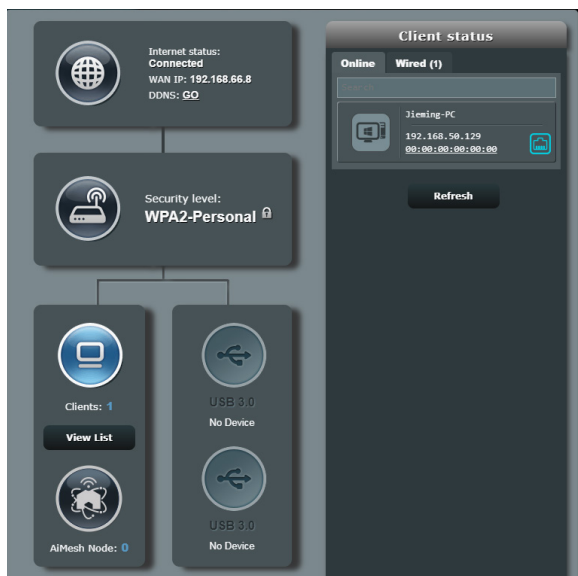 Internet status:
Connected
WAN IP: 192.168.66.8
DDNS: GO
Security level:
WPA2-Personal
Clients: 1
View List
AiMesh Node: 0
USB 3.0
No Device
USB 3.0
No Device
Client status
Online Wired (1)
Search
Jieming-PC
192.168.50.129
00:00:00:00:00:00
Refresh